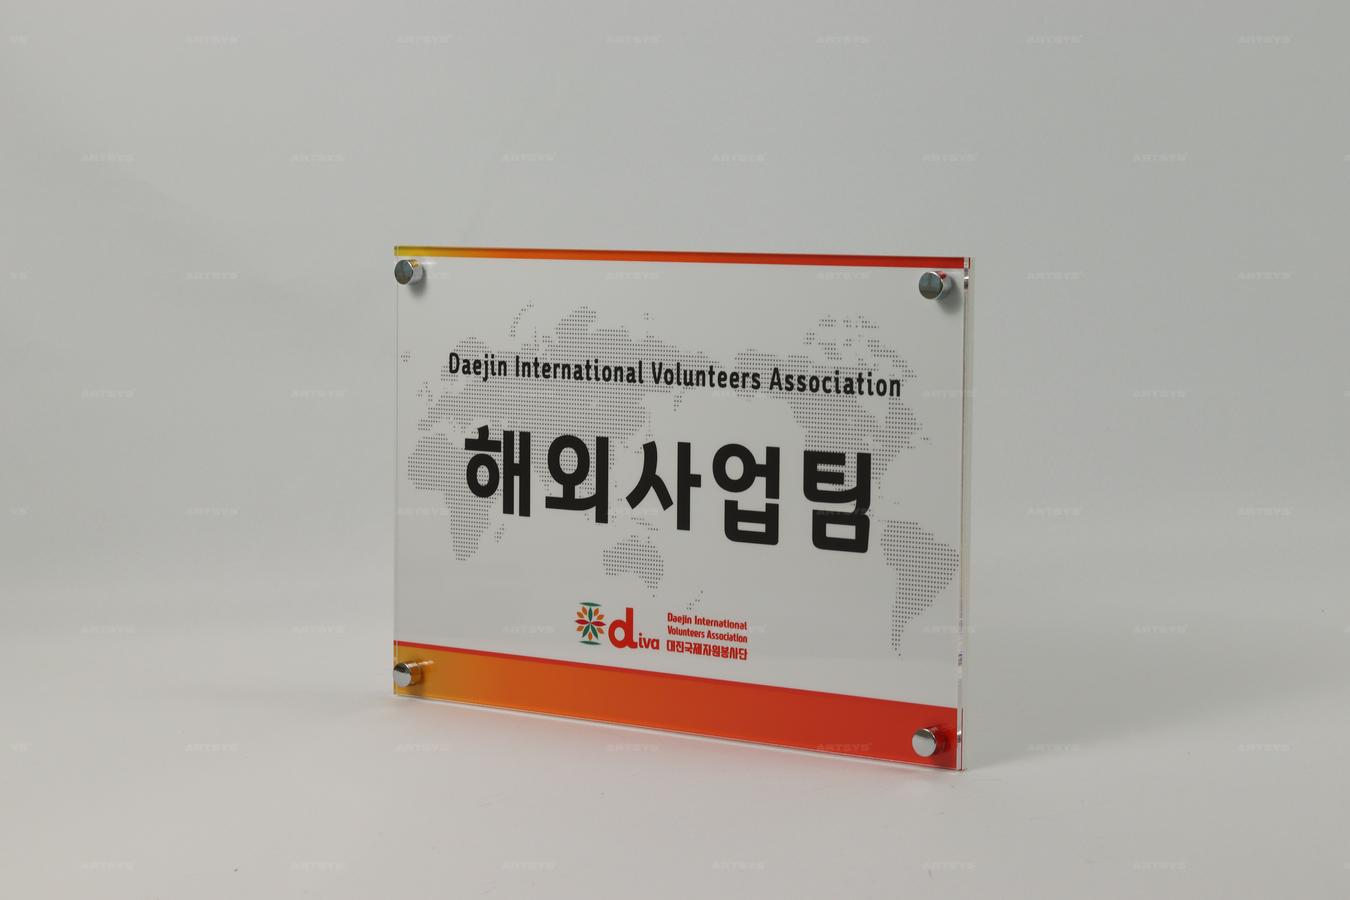 Daejin International Volunteers Association
해외사업팀
diva
Daejin International
Volunteers Association
대진국제자원봉사단
ARTSYS